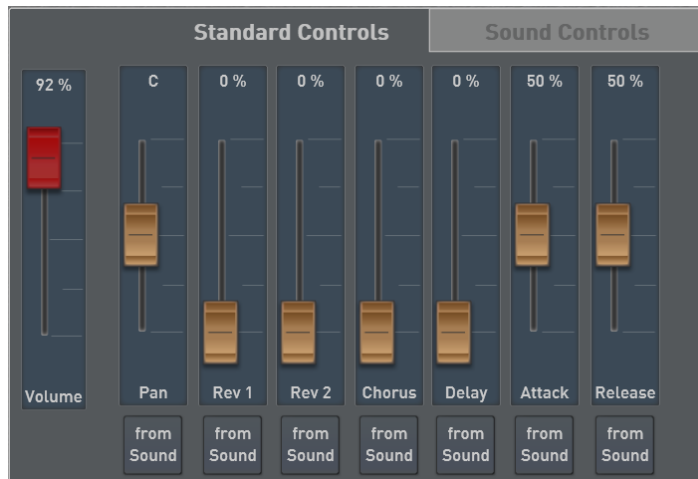 Standard Controls Sound Controls
92 % C 0 % 0 % 0 % 0 % 50 % 50 %
Volume Pan Rev 1 Rev 2 Chorus Delay Attack Release
from from from from from from from
Sound Sound Sound Sound Sound Sound Sound